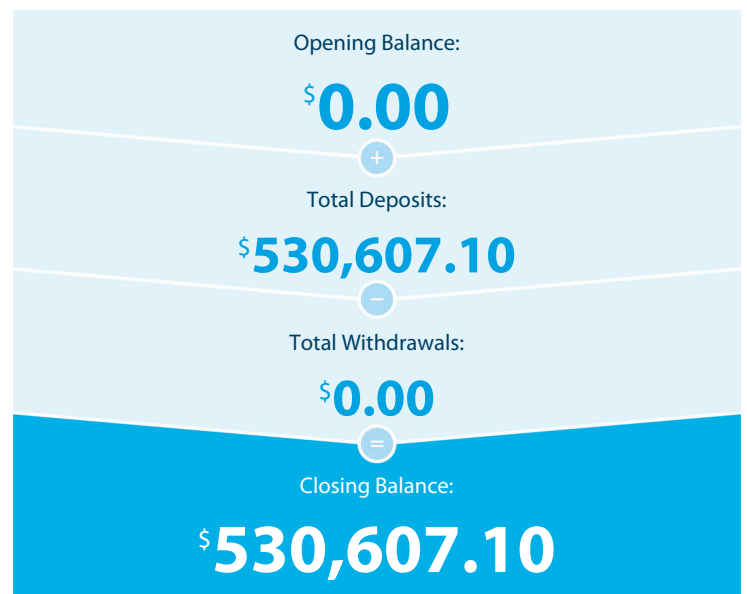 Opening Balance:
$0.00
+
Total Deposits:
$530,607.10
−
Total Withdrawals:
$0.00
=
Closing Balance:
$530,607.10